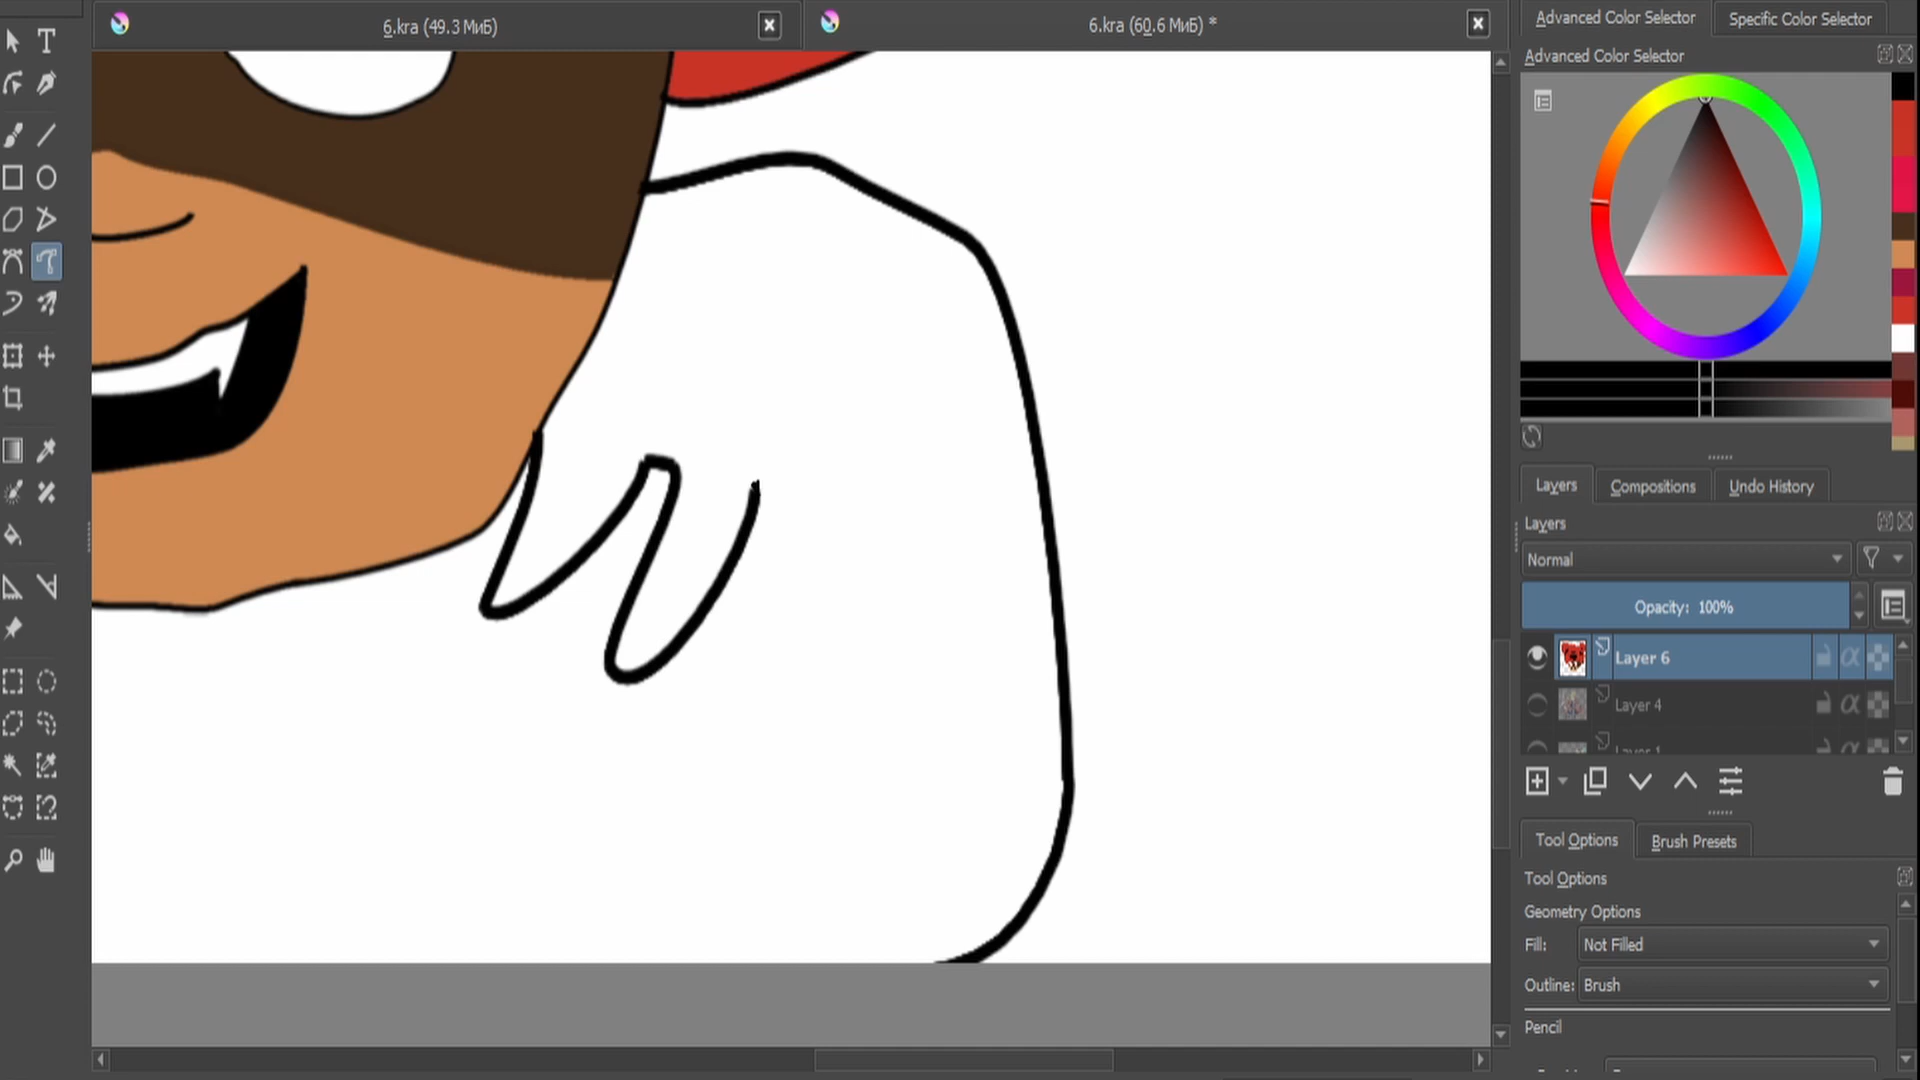 6.kra (49.3 МиБ)
6.kra (60.6 МиБ) *
Advanced Color Selector
Specific Color Selector
Advanced Color Selector
Layers
Compositions
Undo History
Layers
Normal
Opacity: 100%
Layer 6
Layer 4
Layer 1
Tool Options
Brush Presets
Tool Options
Geometry Options
Fill: Not Filled
Outline: Brush
Pencil